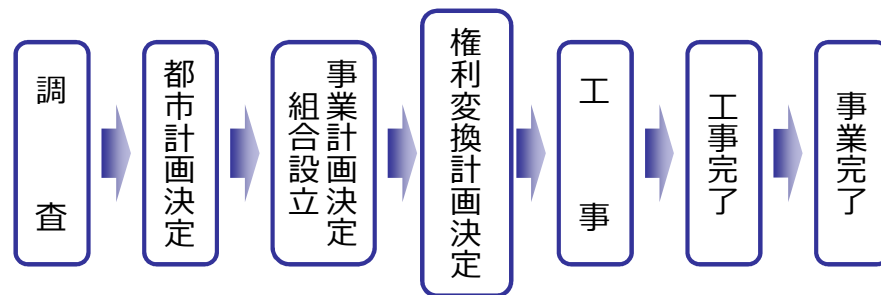 調査
都市計画決定
事業計画決定
組合設立
権利変換計画決定
工事
工事完了
事業完了